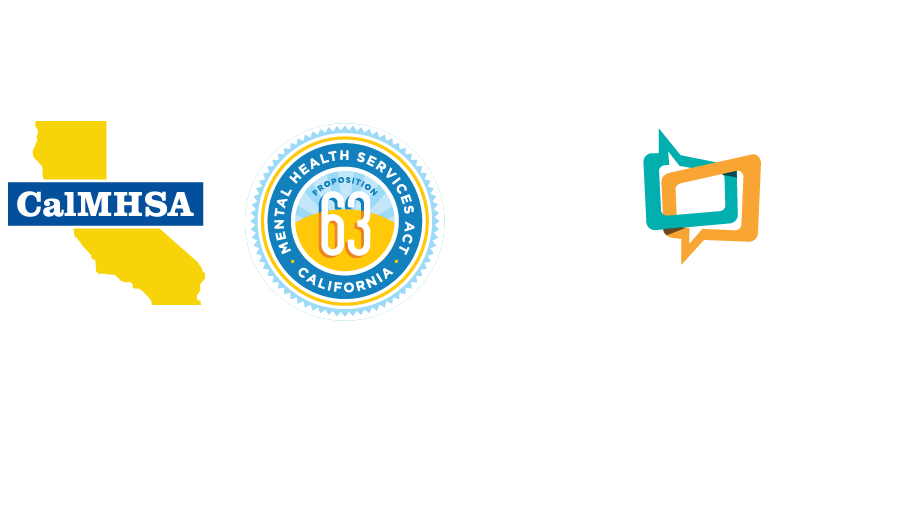 CalMHSA
MENTAL HEALTH SERVICES ACT
PROPOSITION
63
· CALIFORNIA ·